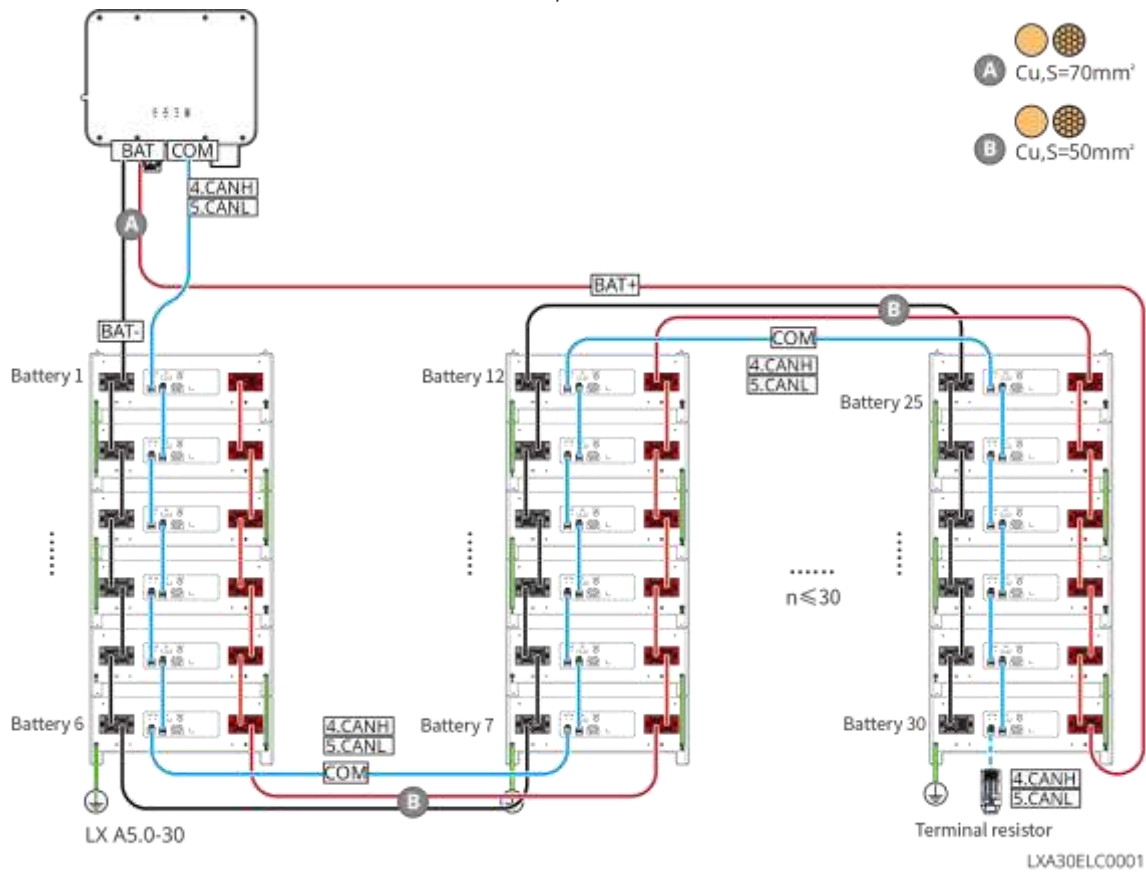 A Cu,S=70mm²
B Cu,S=50mm²
BAT COM
4.CANH
5.CANL
A
BAT+
B
BAT-
COM
Battery 1
Battery 12
4.CANH
5.CANL
Battery 25
......
......
......
......
n≤30
Battery 6
4.CANH
5.CANL
Battery 7
Battery 30
COM
B
4.CANH
5.CANL
LX A5.0-30
Terminal resistor
LXA30ELC0001